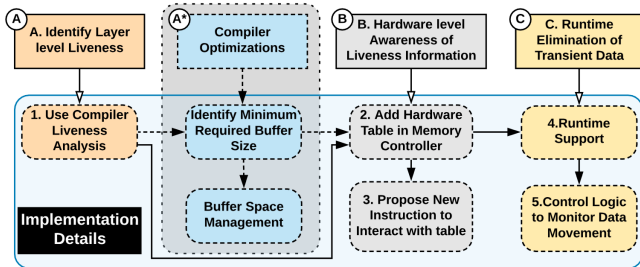 A
A. Identify Layer
level Liveness
A*
Compiler
Optimizations
B
B. Hardware level
Awareness of
Liveness Information
C
C. Runtime
Elimination of
Transient Data
1. Use Compiler
Liveness
Analysis
Identify Minimum
Required Buffer
Size
2. Add Hardware
Table in Memory
Controller
4.Runtime
Support
Implementation
Details
Buffer Space
Management
3. Propose New
Instruction to
Interact with table
5.Control Logic
to Monitor Data
Movement